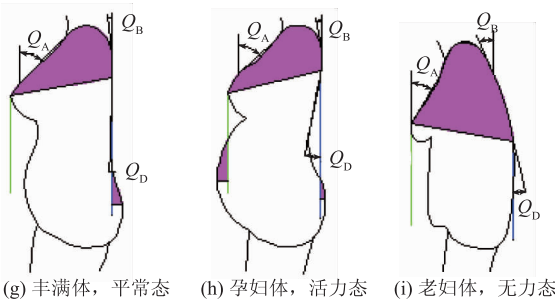 Q_B
Q_A
Q_D
Q_B
Q_A
Q_D
Q_B
Q_A
Q_D
(g) 丰满体，平常态
(h) 孕妇体，活力态
(i) 老妇体，无力态